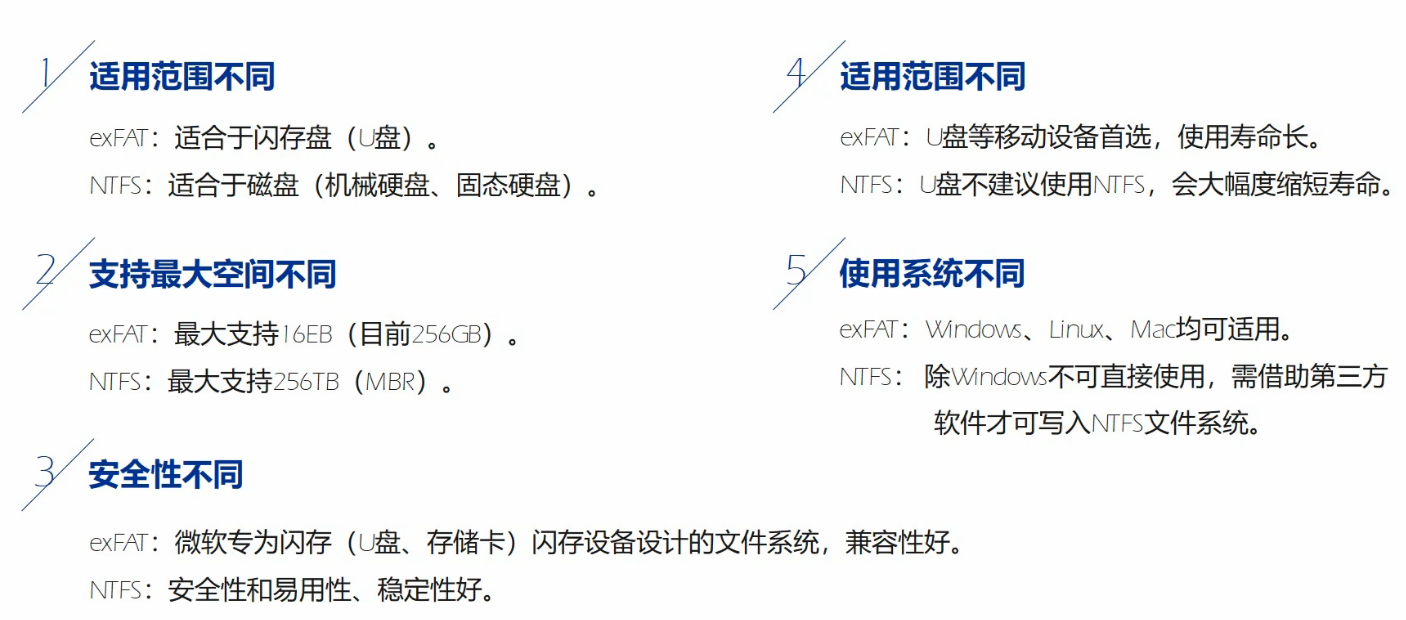 1 适用范围不同
exFAT：适合于闪存盘（U盘）。
NTFS：适合于磁盘（机械硬盘、固态硬盘）。
2 支持最大空间不同
exFAT：最大支持16EB（目前256GB）。
NTFS：最大支持256TB（MBR）。
3 安全性不同
exFAT：微软专为闪存（U盘、存储卡）闪存设备设计的文件系统，兼容性好。
NTFS：安全性和易用性、稳定性好。
4 适用范围不同
exFAT：U盘等移动设备首选，使用寿命长。
NTFS：U盘不建议使用NTFS，会大幅度缩短寿命。
5 使用系统不同
exFAT：Windows、Linux、Mac均可适用。
NTFS： 除Windows不可直接使用，需借助第三方
软件才可写入NTFS文件系统。